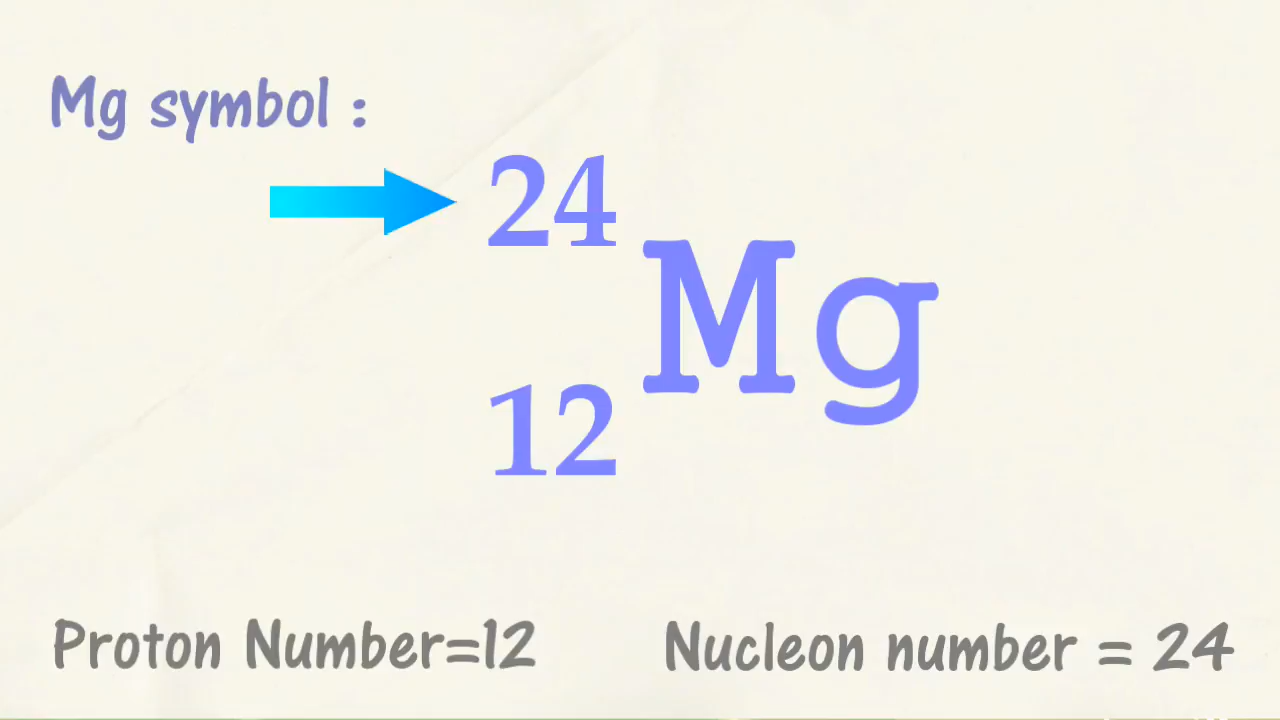 Mg symbol :
24
Mg
12
Proton Number=12
Nucleon number = 24